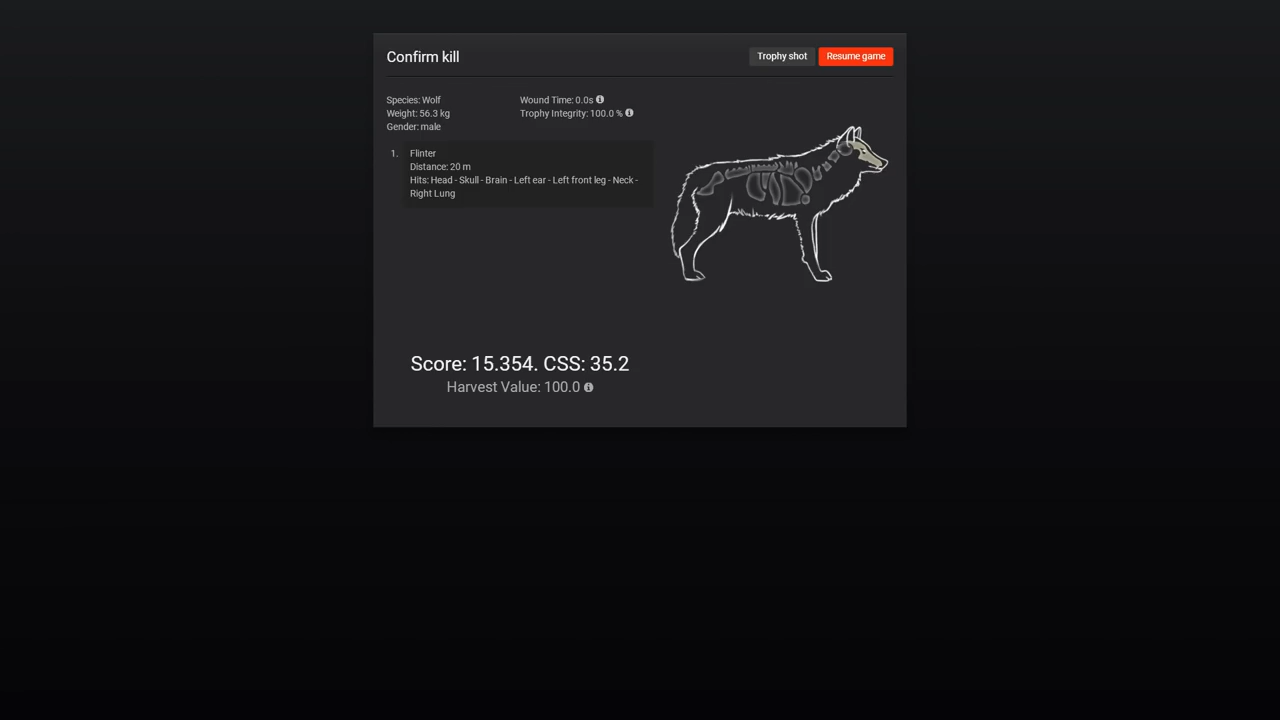 Confirm kill
Trophy shot
Resume game
Species: Wolf
Weight: 56.3 kg
Gender: male
Wound Time: 0.0s
Trophy Integrity: 100.0 %
1.
Flinter
Distance: 20 m
Hits: Head - Skull - Brain - Left ear - Left front leg - Neck -
Right Lung
Score: 15.354. CSS: 35.2
Harvest Value: 100.0